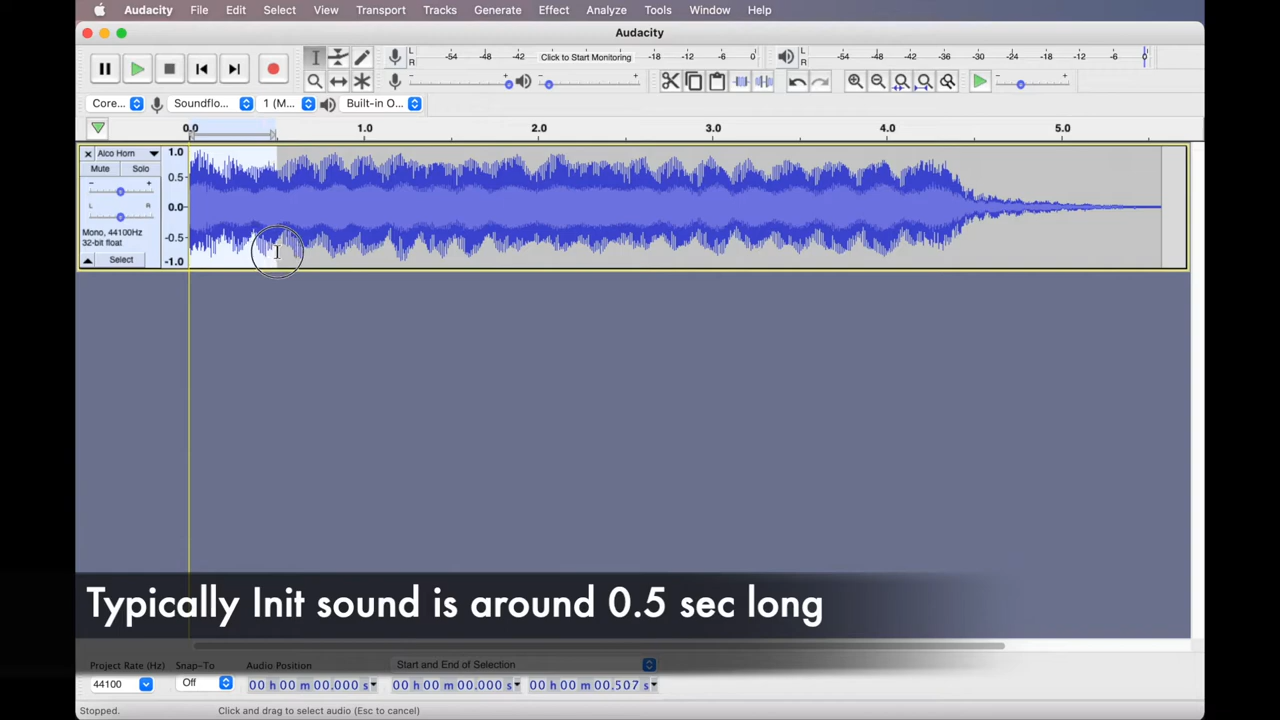 Audacity File Edit Select View Transport Tracks Generate Effect Analyze Tools Window Help
Audacity
L R -54 -48 -42 Click to Start Monitoring -18 -12 -6 0 L R -54 -48 -42 -36 -30 -24 -18 -12 -6 0
- + - + - +
Core... Soundflo... 1 (M... Built-in O...
0.0 1.0 2.0 3.0 4.0 5.0
Alco Horn 1.0
Mute Solo 0.5
- +
L R 0.0
Mono, 44100Hz
32-bit float -0.5
Select -1.0
Typically Init sound is around 0.5 sec long
Project Rate (Hz) Snap-To Audio Position Start and End of Selection
44100 Off 00 h 00 m 00.000 s 00 h 00 m 00.000 s 00 h 00 m 00.507 s
Stopped. Click and drag to select audio (Esc to cancel)